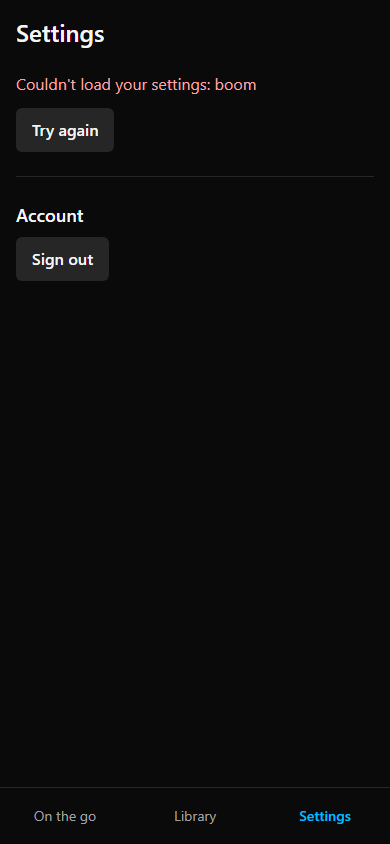 Settings
Couldn't load your settings: boom
Try again
Account
Sign out
On the go
Library
Settings